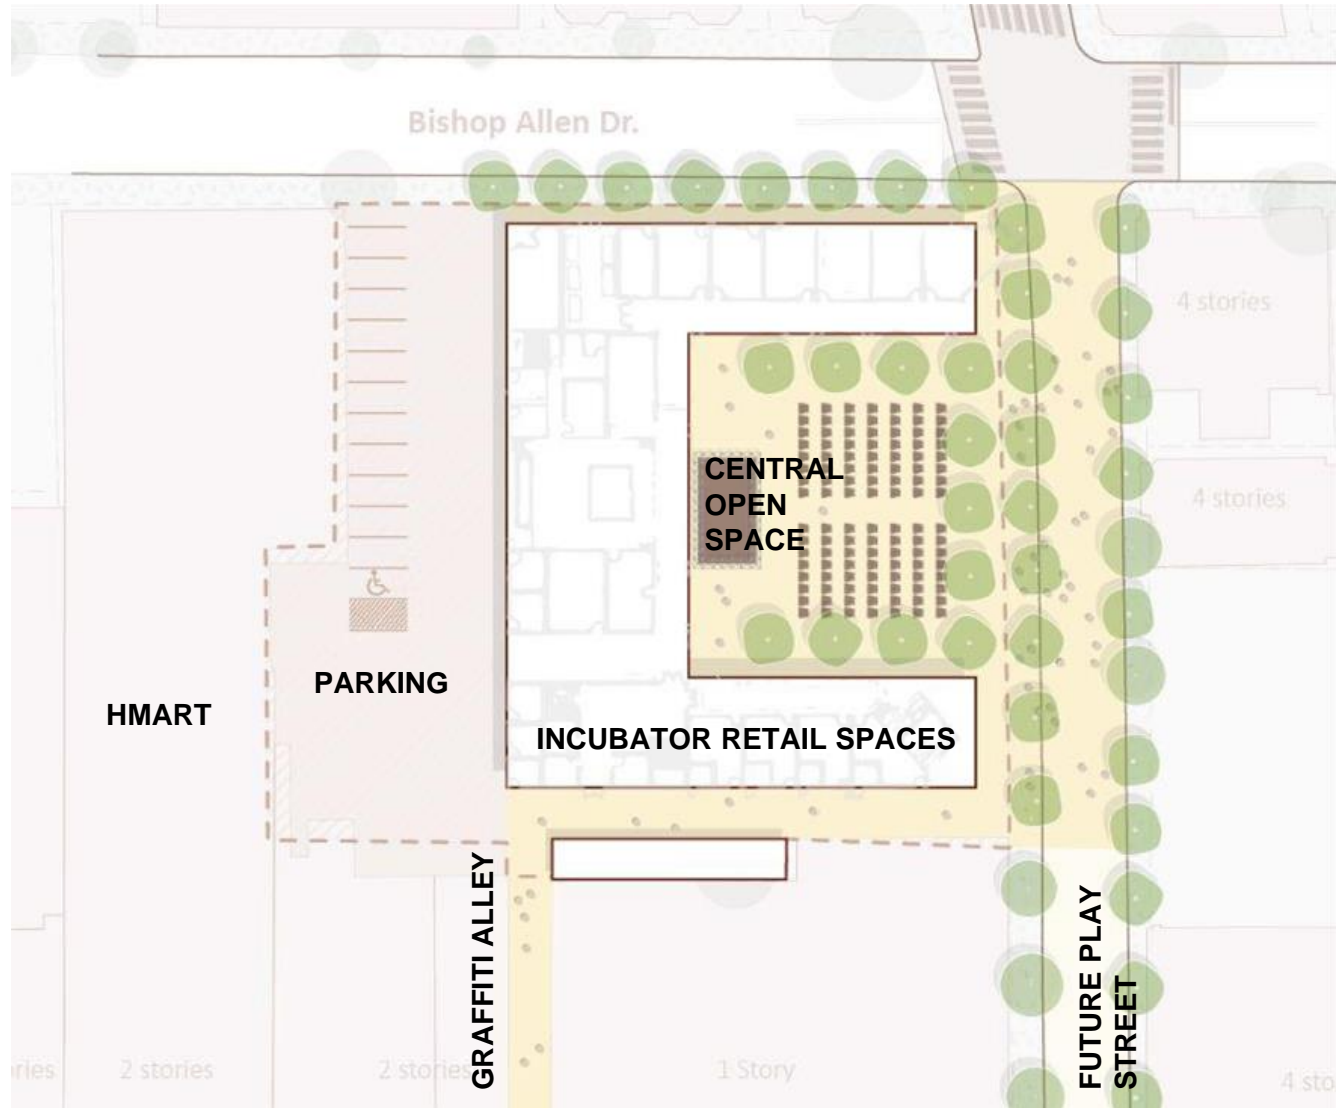 Bishop Allen Dr.
4 stories
CENTRAL
OPEN
SPACE
4 stories
PARKING
HMART
INCUBATOR RETAIL SPACES
GRAFFITI ALLEY
FUTURE PLAY
STREET
2 stories
2 stories
1 Story